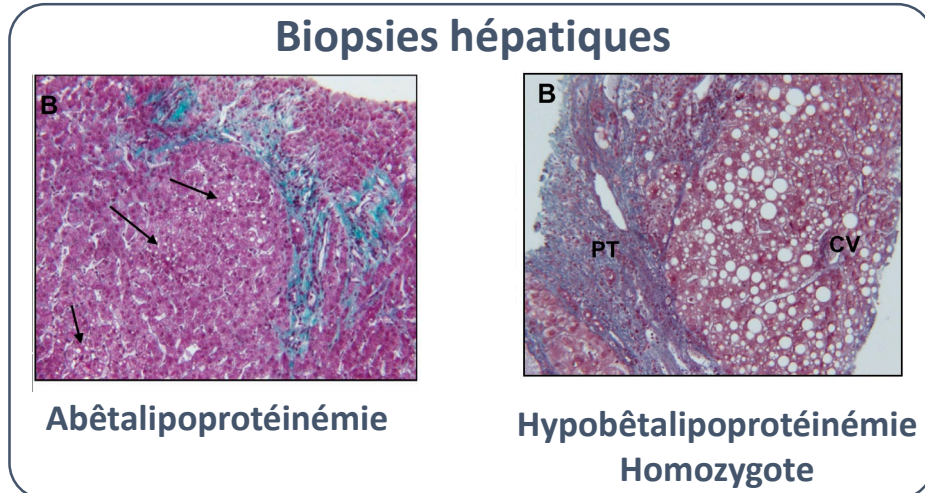 Biopsies hépatiques
B
B
PT
CV
Abêtalipoprotéinémie
Hypobêtalipoprotéinémie
Homozygote